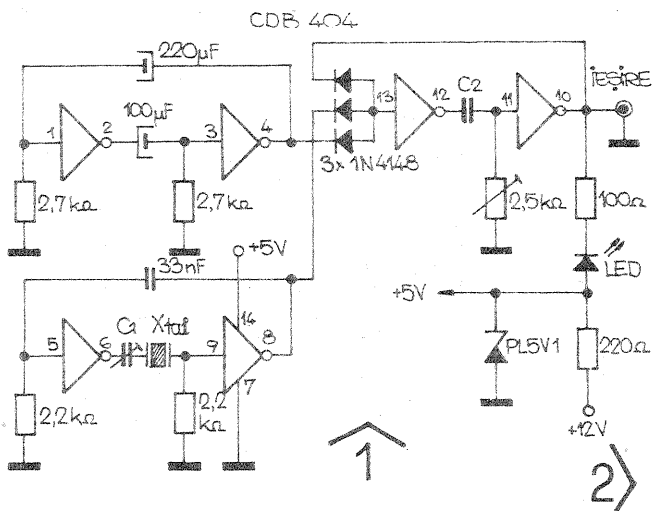 CDB 404
220µF
100µF
1
2
3
4
2,7kΩ
2,7kΩ
13
12
C2
11
10
IEŞIRE
3x 1N4148
2,5kΩ
100Ω
+5V
33nF
LED
+5V
14
5
6
C1
Xtal
9
8
7
PL5V1
220Ω
2,2kΩ
2,2
kΩ
+12V
1
2